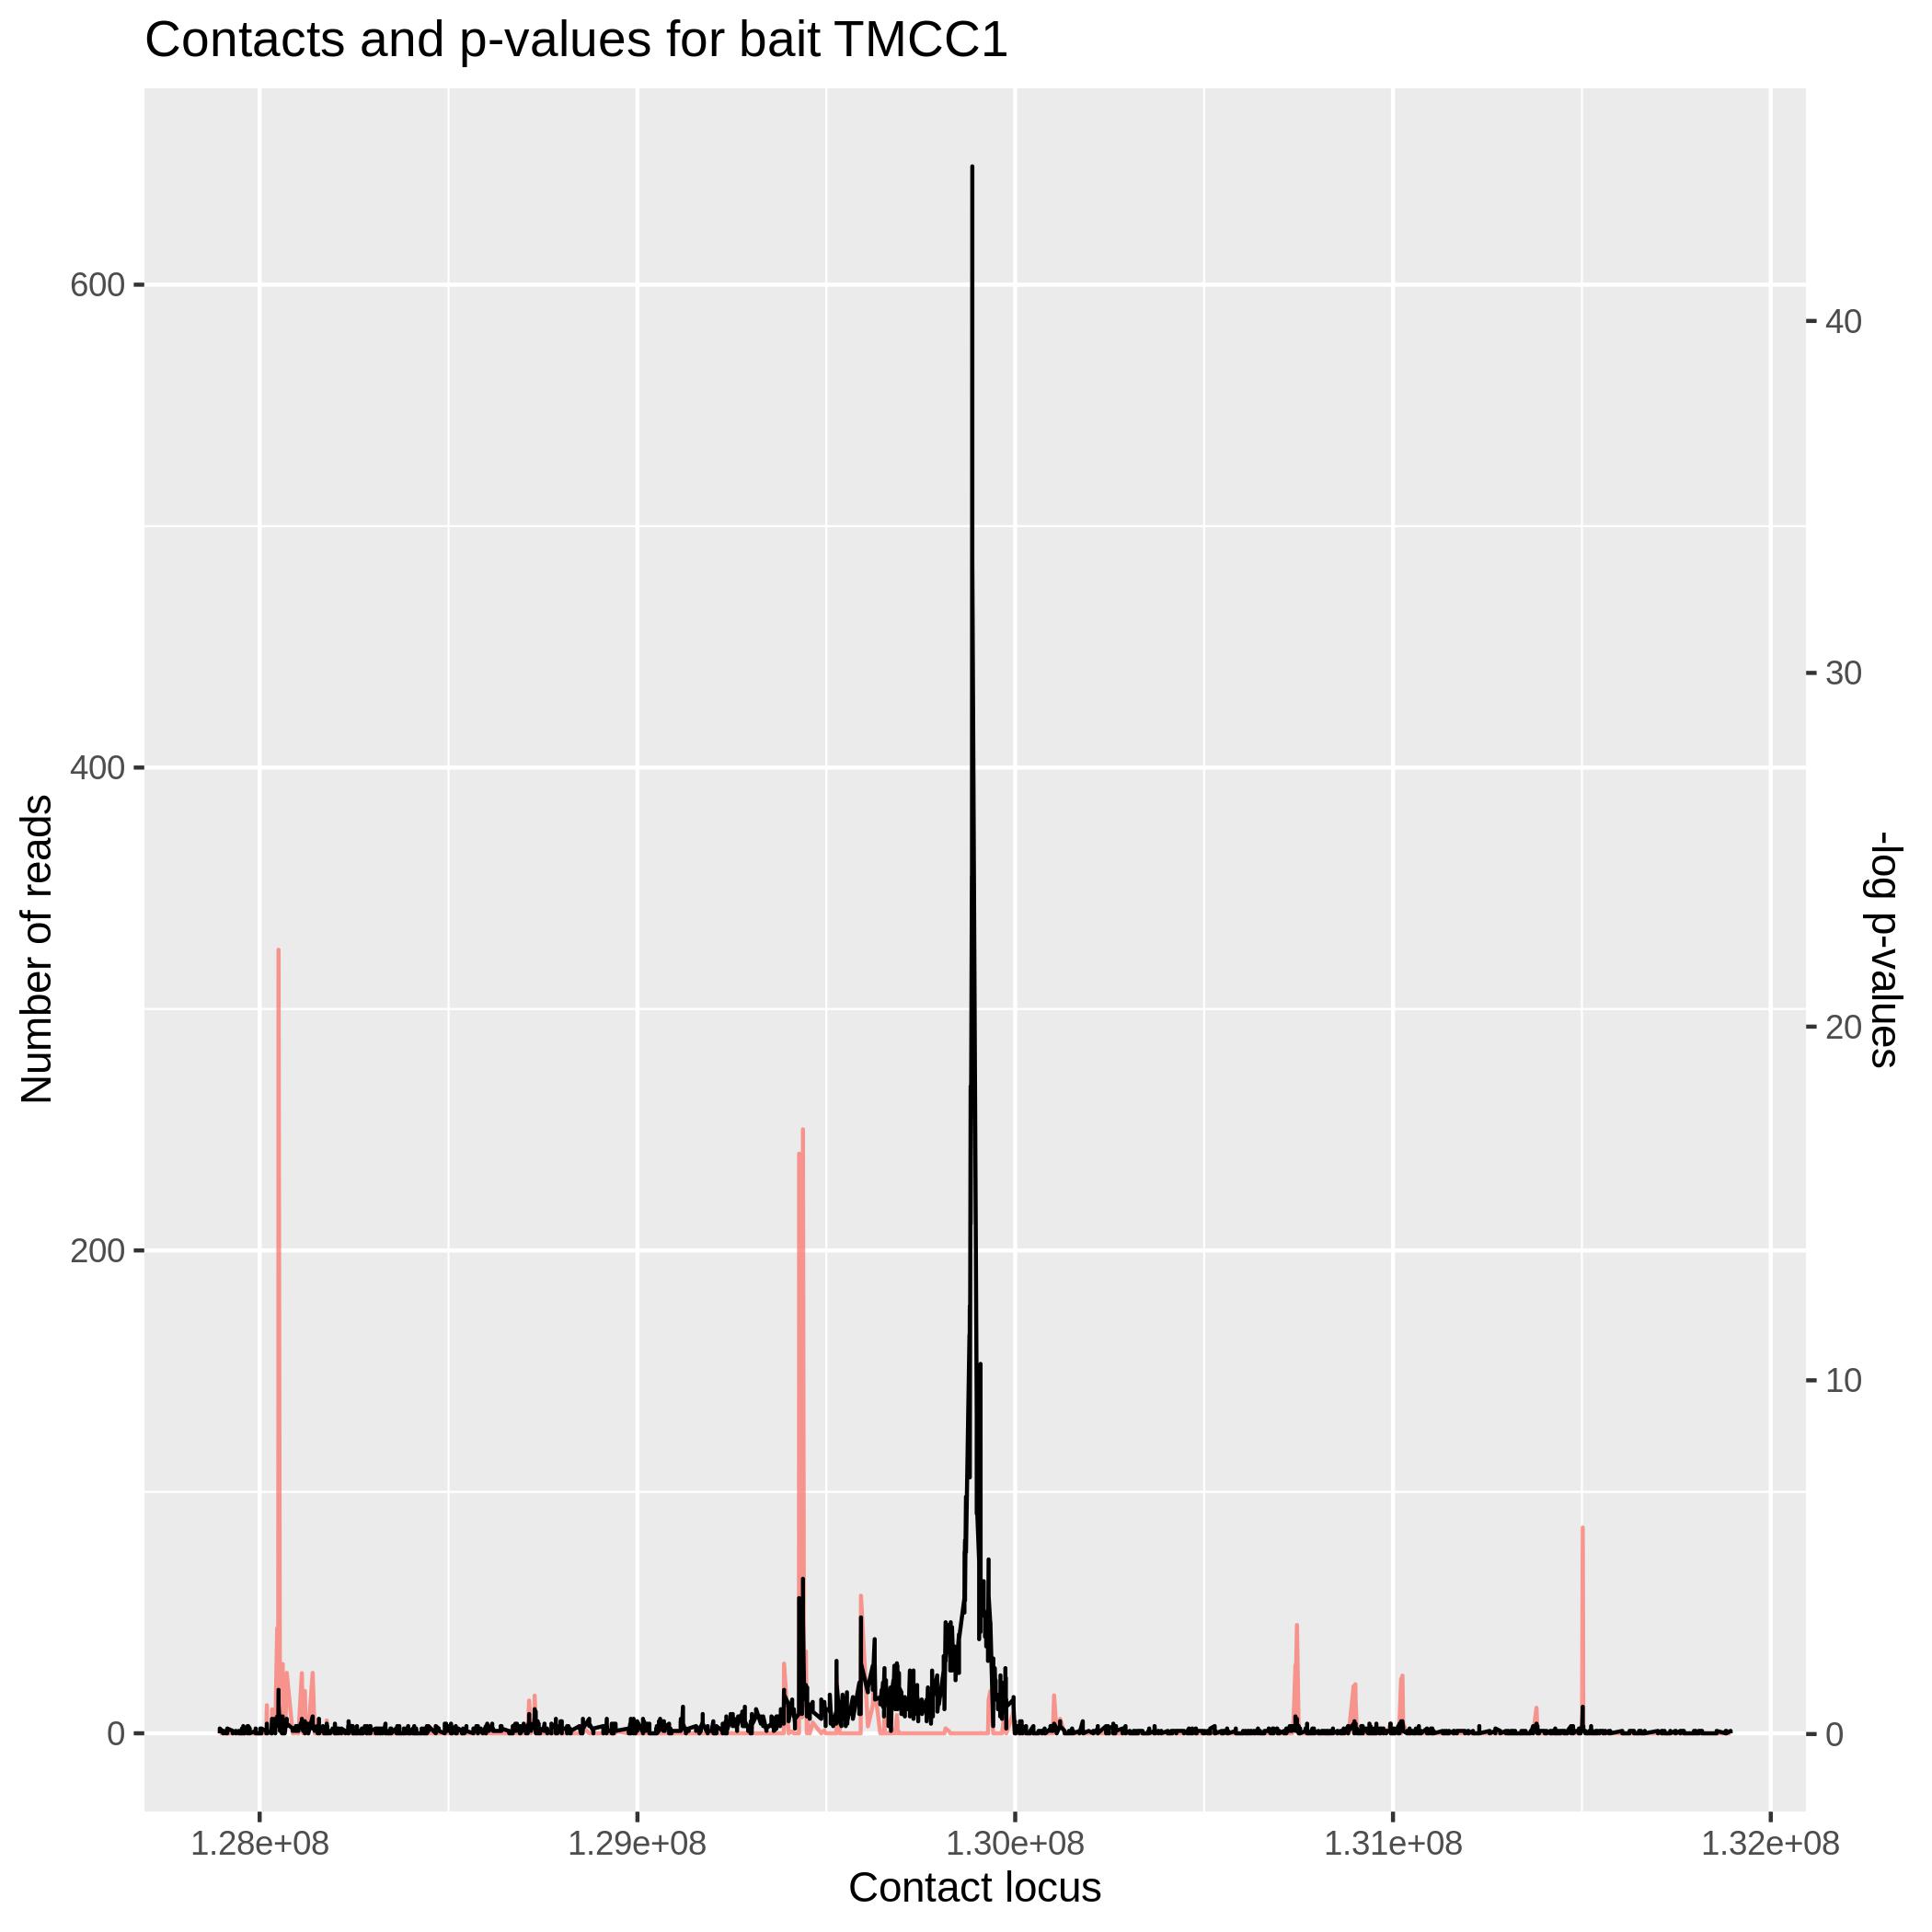 Contacts and p-values for bait TMCC1
600
400
200
0
40
30
20
10
0
Number of reads
-log p-values
1.28e+08
1.29e+08
1.30e+08
1.31e+08
1.32e+08
Contact locus